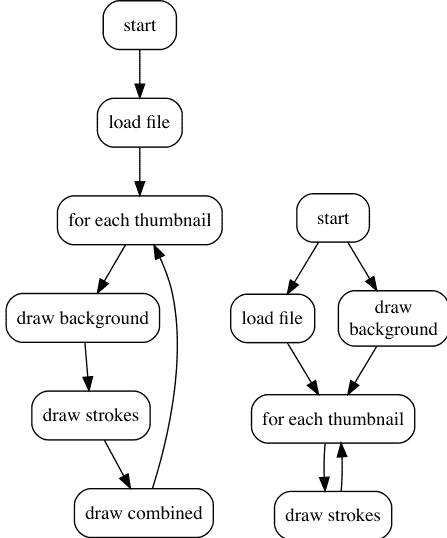 start
load file
for each thumbnail
draw background
draw strokes
draw combined
start
load file
draw
background
for each thumbnail
draw strokes